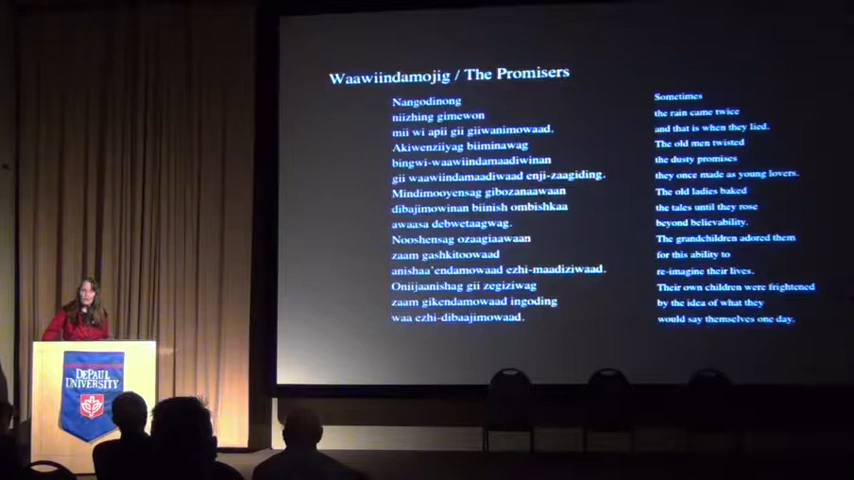 Waawiindamojig / The Promisers
Nangodinong
niizhing gimewon
mii wi apii gii giiwanimowaad.
Akiwenziiyag biiminawag
bingwi-waawiindamaadiwinan
gii waawiindamaadiwaad enji-zaagiding.
Mindimooyensag gibozanaawaan
dibajimowinan biinish ombishkaa
awaasa debwetaagwag.
Nooshensag ozaagiaawaan
zaam gashkitoowaad
anishaa'endamowaad ezhi-maadiziwaad.
Oniijaanishag gii zegiziwag
zaam gikendamowaad ingoding
waa ezhi-dibaajimowaad.
Sometimes
the rain came twice
and that is when they lied.
The old men twisted
the dusty promises
they once made as young lovers.
The old ladies baked
the tales until they rose
beyond believability.
The grandchildren adored them
for this ability to
re-imagine their lives.
Their own children were frightened
by the idea of what they
would say themselves one day.
DEPAUL
UNIVERSITY